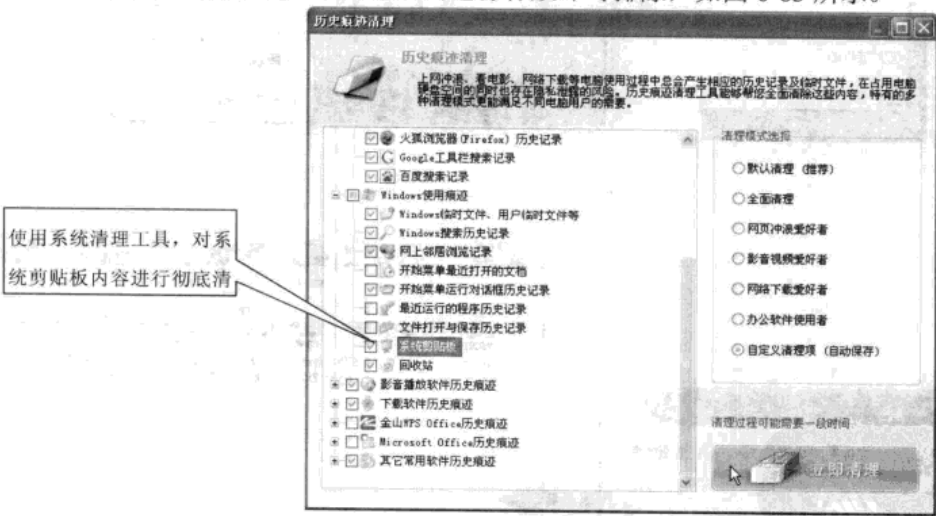 历史痕迹清理
历史痕迹清理
上网冲浪、看电影、网络下载等电脑使用过程中总会产生相应的历史记录及临时文件，在占用电脑
硬盘空间的同时也存在隐私泄露的风险。历史痕迹清理工具能够帮您全面清除这些内容，特有的多
种清理模式更能满足不同电脑用户的需要。
火狐浏览器(Firefox) 历史记录
Google工具栏搜索记录
百度搜索记录
Windows使用痕迹
Windows临时文件、用户临时文件等
Windows搜索历史记录
网上邻居浏览记录
开始菜单最近打开的文档
开始菜单运行对话框历史记录
最近运行的程序历史记录
文件打开与保存历史记录
系统剪贴板
回收站
影音播放软件历史痕迹
下载软件历史痕迹
金山WPS Office历史痕迹
Microsoft Office历史痕迹
其它常用软件历史痕迹
使用系统清理工具，对系
统剪贴板内容进行彻底清
清理模式选择
默认清理 (推荐)
全面清理
网页冲浪爱好者
影音视频爱好者
网络下载爱好者
办公软件使用者
自定义清理项 (自动保存)
清理过程可能需要一段时间
立即清理